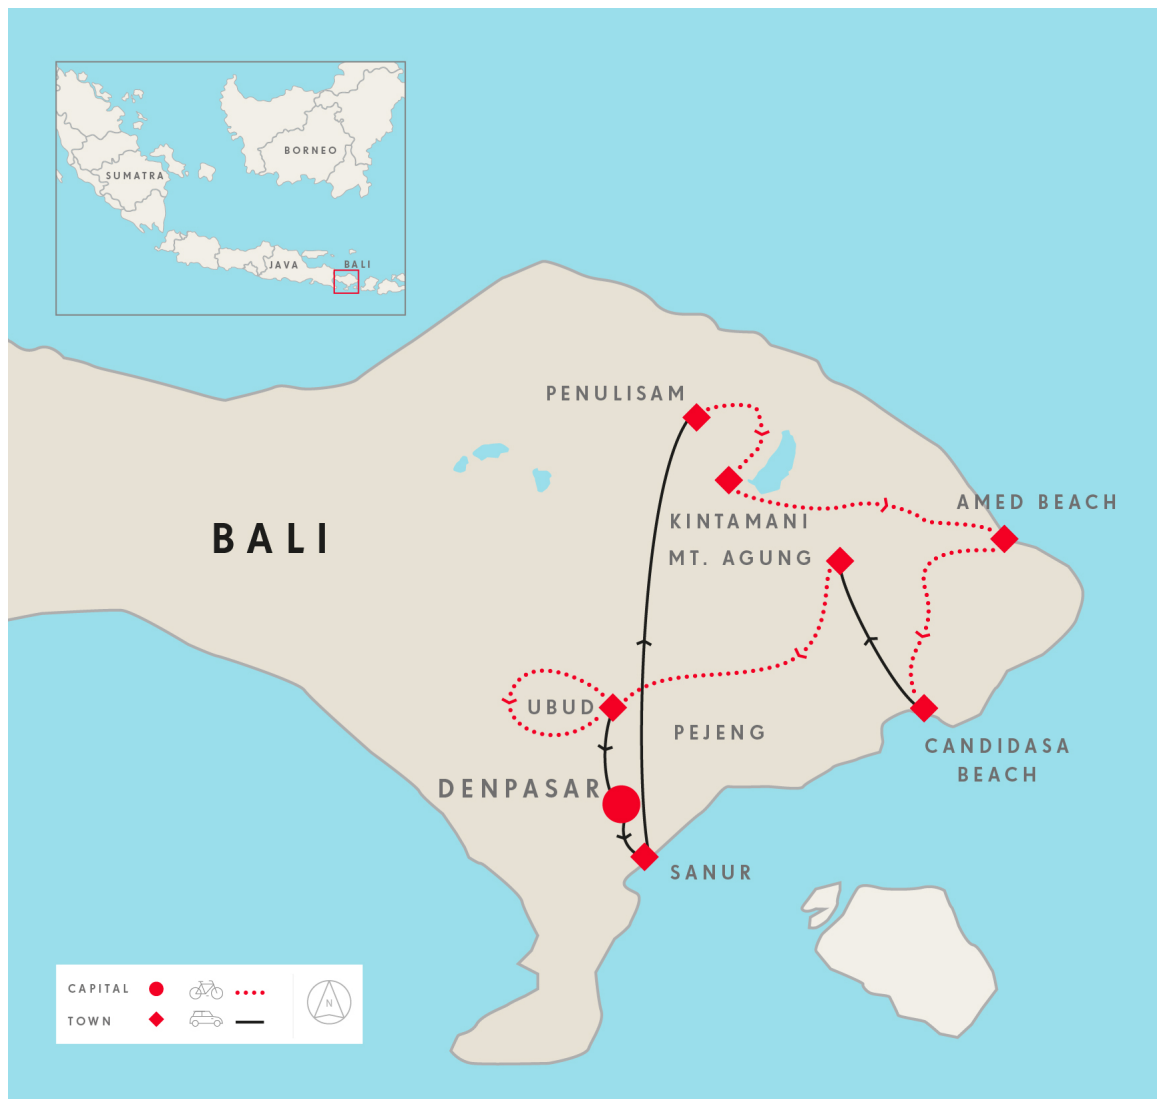 BORNEO
SUMATRA
JAVA
BALI
PENULISAM
AMED BEACH
KINTAMANI
BALI
MT. AGUNG
UBUD
PEJENG
CANDIDASA
BEACH
DENPASAR
SANUR
CAPITAL
TOWN
N